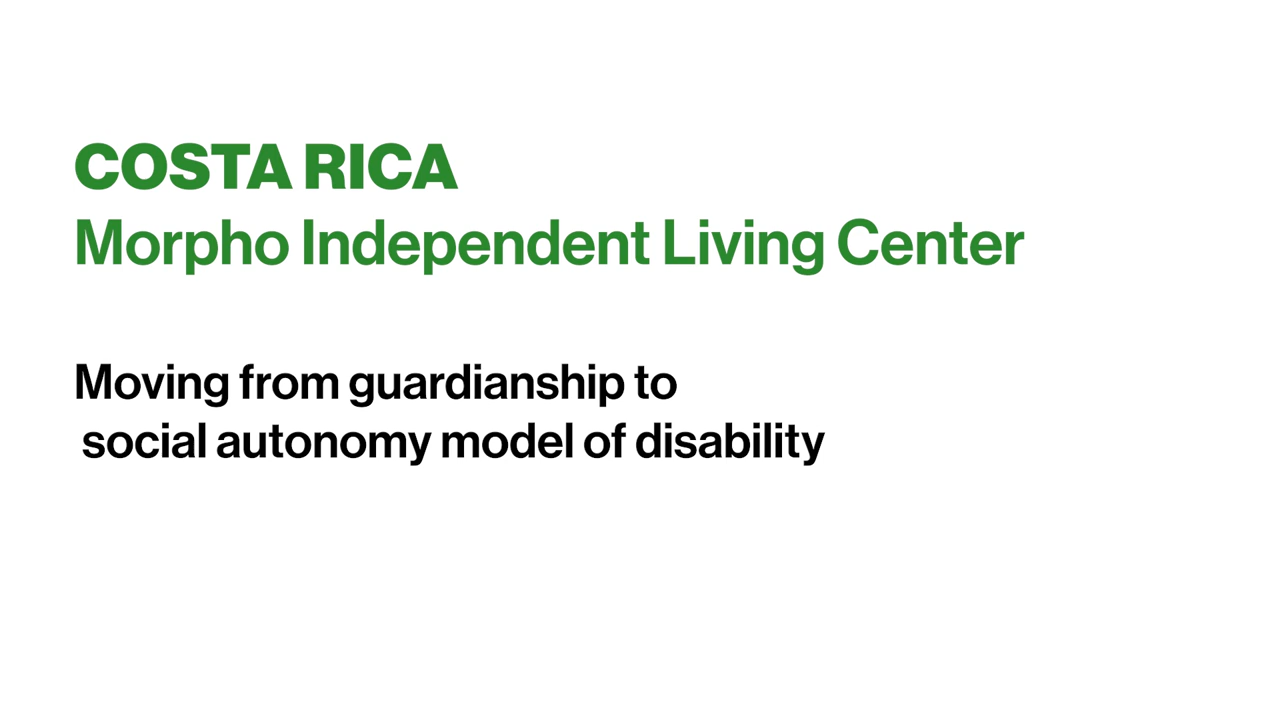 COSTA RICA
Morpho Independent Living Center
Moving from guardianship to
social autonomy model of disability